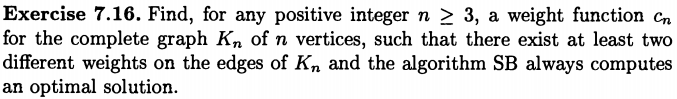 Exercise 7.16. Find, for any positive integer n ≥ 3, a weight function cₙ
for the complete graph Kₙ of n vertices, such that there exist at least two
different weights on the edges of Kₙ and the algorithm SB always computes
an optimal solution.